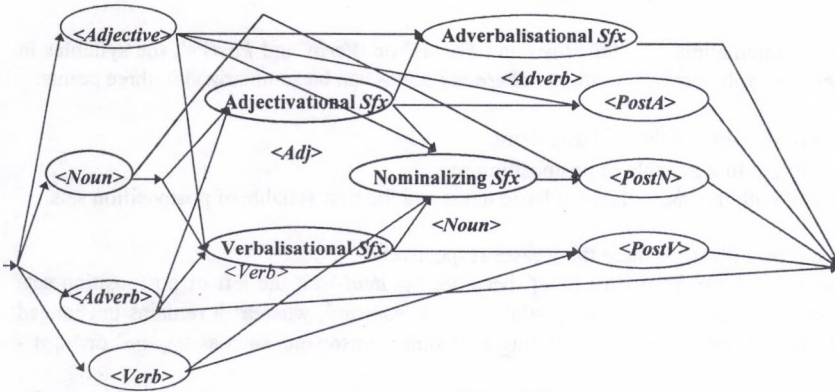 <Adjective>
Adverbalisational Sfx
<Adverb>
Adjectivational Sfx
<PostA>
<Adj>
<Noun>
Nominalizing Sfx
<PostN>
<Noun>
Verbalisational Sfx
<PostV>
<Verb>
<Adverb>
<Verb>